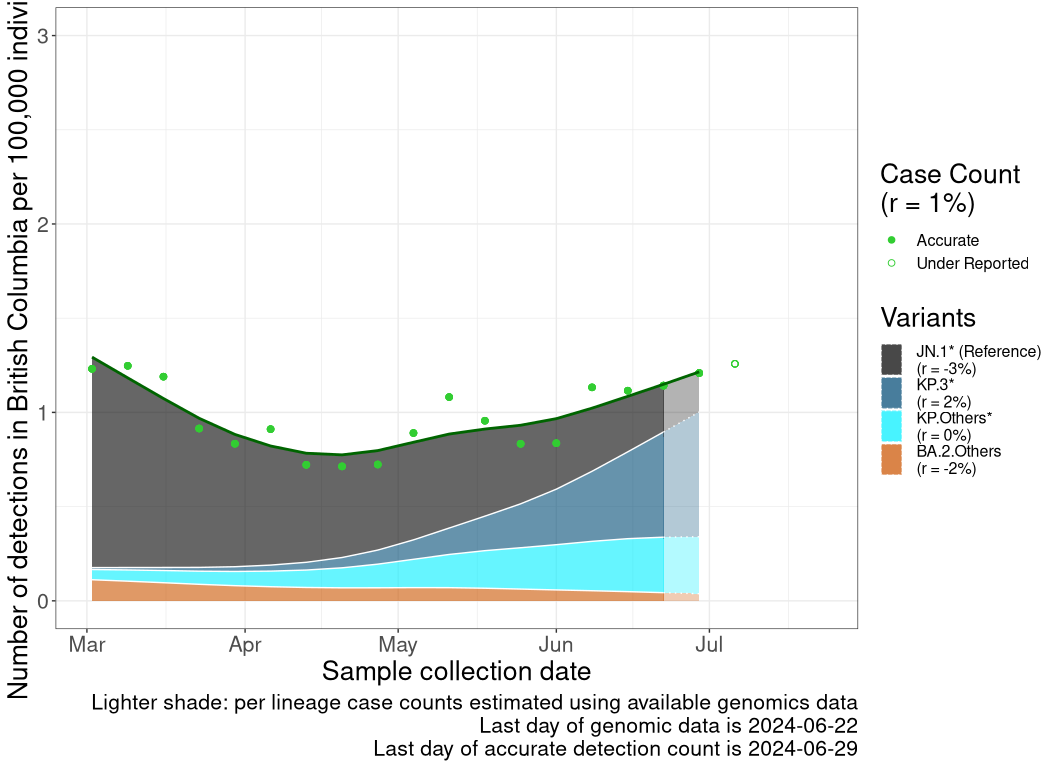 Number of detections in British Columbia per 100,000
3
2
1
0
Mar Apr May Jun Jul
Sample collection date
Lighter shade: per lineage case counts estimated using available genomics data
Last day of genomic data is 2024-06-22
Last day of accurate detection count is 2024-06-29
Case Count
(r = 1%)
Accurate
Under Reported
Variants
JN.1* (Reference)
(r = -3%)
KP.3*
(r = 2%)
KP.Others*
(r = 0%)
BA.2.Others
(r = -2%)